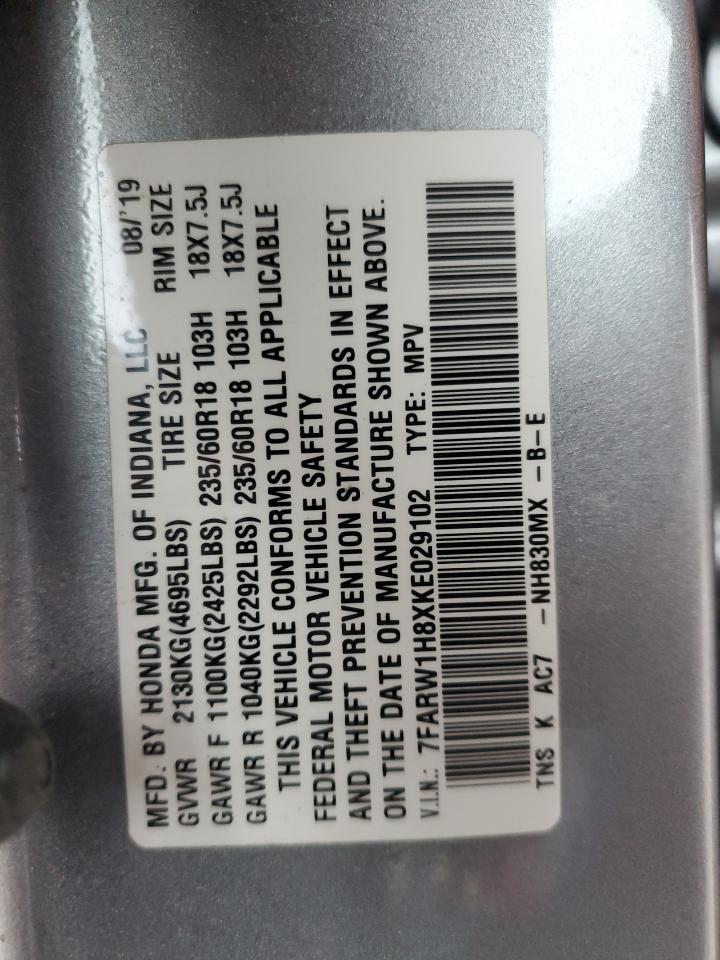 MFD. BY HONDA MFG. OF INDIANA, LLC 08/'19
GVWR 2130KG(4695LBS) TIRE SIZE RIM SIZE
GAWR F 1100KG(2425LBS) 235/60R18 103H 18X7.5J
GAWR R 1040KG(2292LBS) 235/60R18 103H 18X7.5J
THIS VEHICLE CONFORMS TO ALL APPLICABLE
FEDERAL MOTOR VEHICLE SAFETY
AND THEFT PREVENTION STANDARDS IN EFFECT
ON THE DATE OF MANUFACTURE SHOWN ABOVE.
V.I.N.: 7FARW1H8XKE029102 TYPE: MPV
TNS K AC7 -NH830MX -B-E